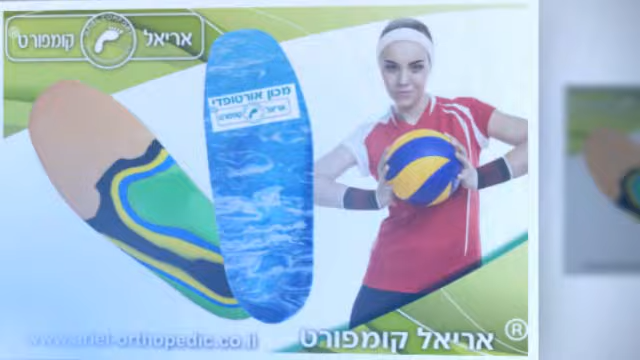 אריאל קומפורט
מכון אורטופדי
אריאל קומפורט
אריאל קומפורט ®
www.ariel-orthopedic.co.il